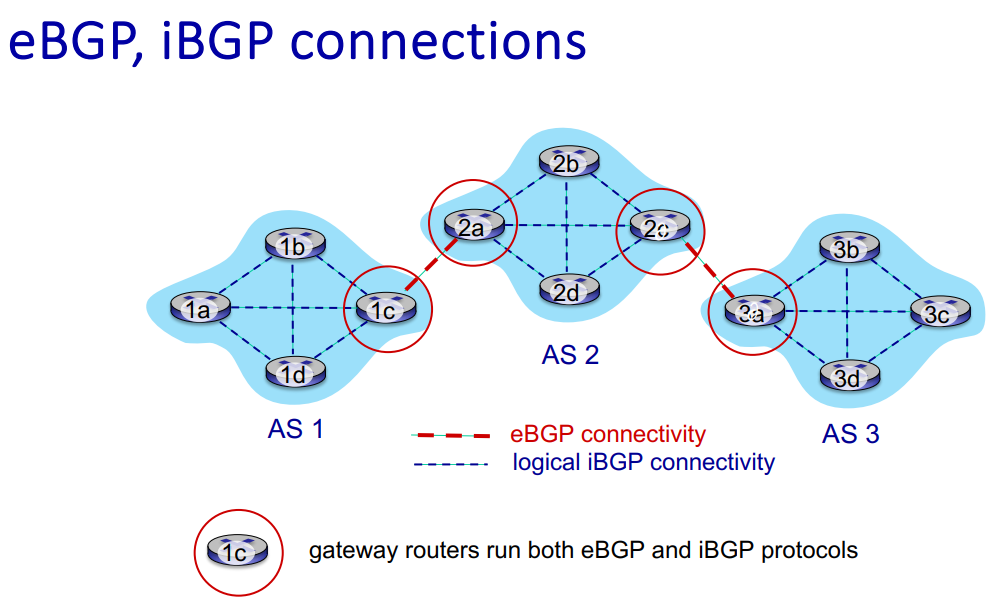 eBGP, iBGP connections
2b
2a
2c
1b
3b
1a
1c
3a
3c
2d
1d
3d
AS 2
AS 1
AS 3
eBGP connectivity
logical iBGP connectivity
1c
gateway routers run both eBGP and iBGP protocols